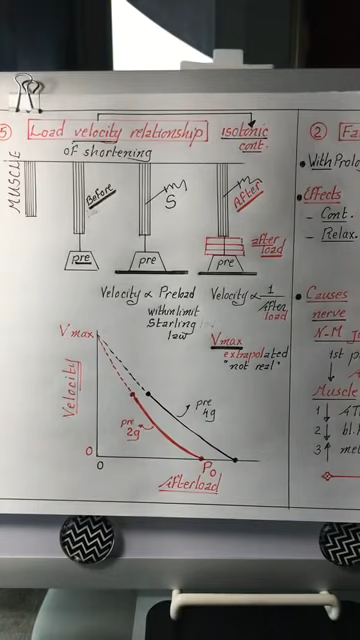 5 Load velocity relationship isotonic
of shortening cont.
MUSCLE
Before
m
S
m
After
after
load
pre
pre
pre
Velocity ∝ Preload
within limit
Starling
law
Velocity ∝ 1
After
load
Vmax
extrapolated
"not real"
Vmax
Velocity
0
0
pre
2g
pre
4g
Po
Afterload
2 Fa
• With Prolo
• Effects
- Cont.
- Relax.
• Causes
nerve
N-M
1st p
Muscle
1 ↓ AT
2 ↓ bl.
3 ↑ met